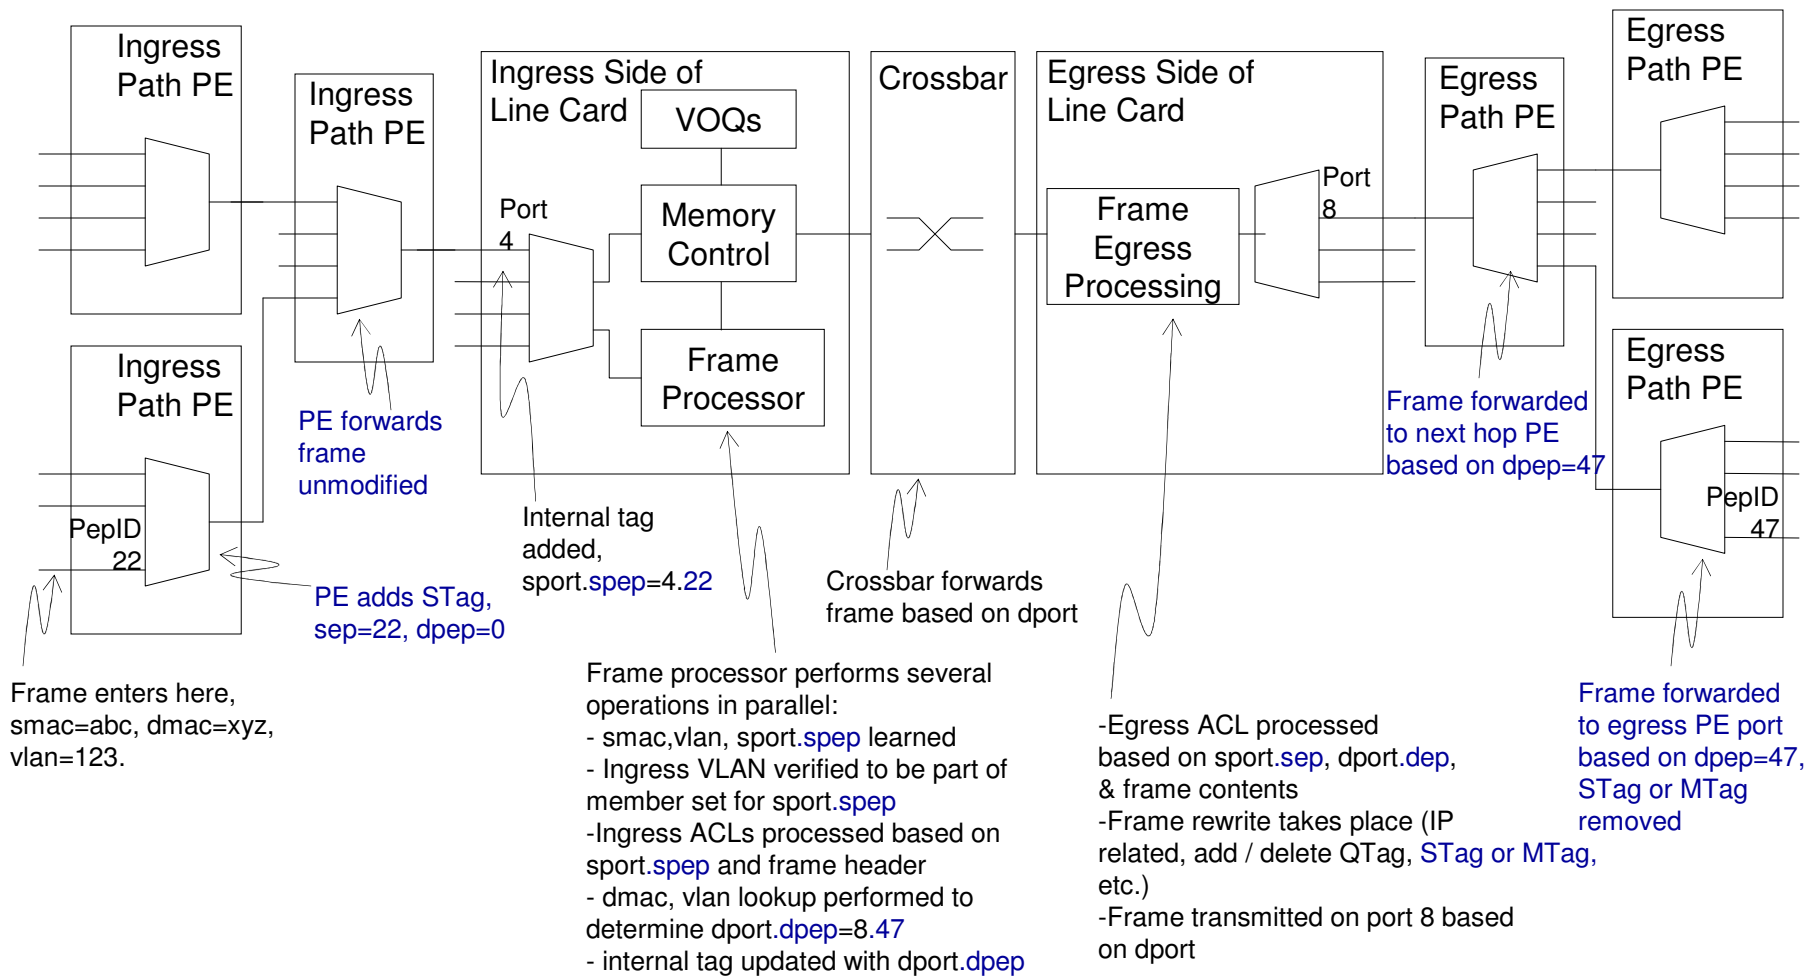 Ingress
Path PE
Ingress
Path PE
Ingress Side of
Line Card
VOQs
Port
4
Memory
Control
Frame
Processor
Crossbar
Egress Side of
Line Card
Frame
Egress
Processing
Port
8
Egress
Path PE
Egress
Path PE
Ingress
Path PE
PepID
22
Egress
Path PE
PepID
47
PE forwards
frame
unmodified
Frame forwarded
to next hop PE
based on dpep=47
Internal tag
added,
sport.spep=4.22
PE adds STag,
sep=22, dpep=0
Crossbar forwards
frame based on dport
Frame enters here,
smac=abc, dmac=xyz,
vlan=123.
Frame processor performs several
operations in parallel:
- smac,vlan, sport.spep learned
- Ingress VLAN verified to be part of
member set for sport.spep
-Ingress ACLs processed based on
sport.spep and frame header
- dmac, vlan lookup performed to
determine dport.dpep=8.47
- internal tag updated with dport.dpep
-Egress ACL processed
based on sport.sep, dport.dep,
& frame contents
-Frame rewrite takes place (IP
related, add / delete QTag, STag or MTag,
etc.)
-Frame transmitted on port 8 based
on dport
Frame forwarded
to egress PE port
based on dpep=47,
STag or MTag
removed